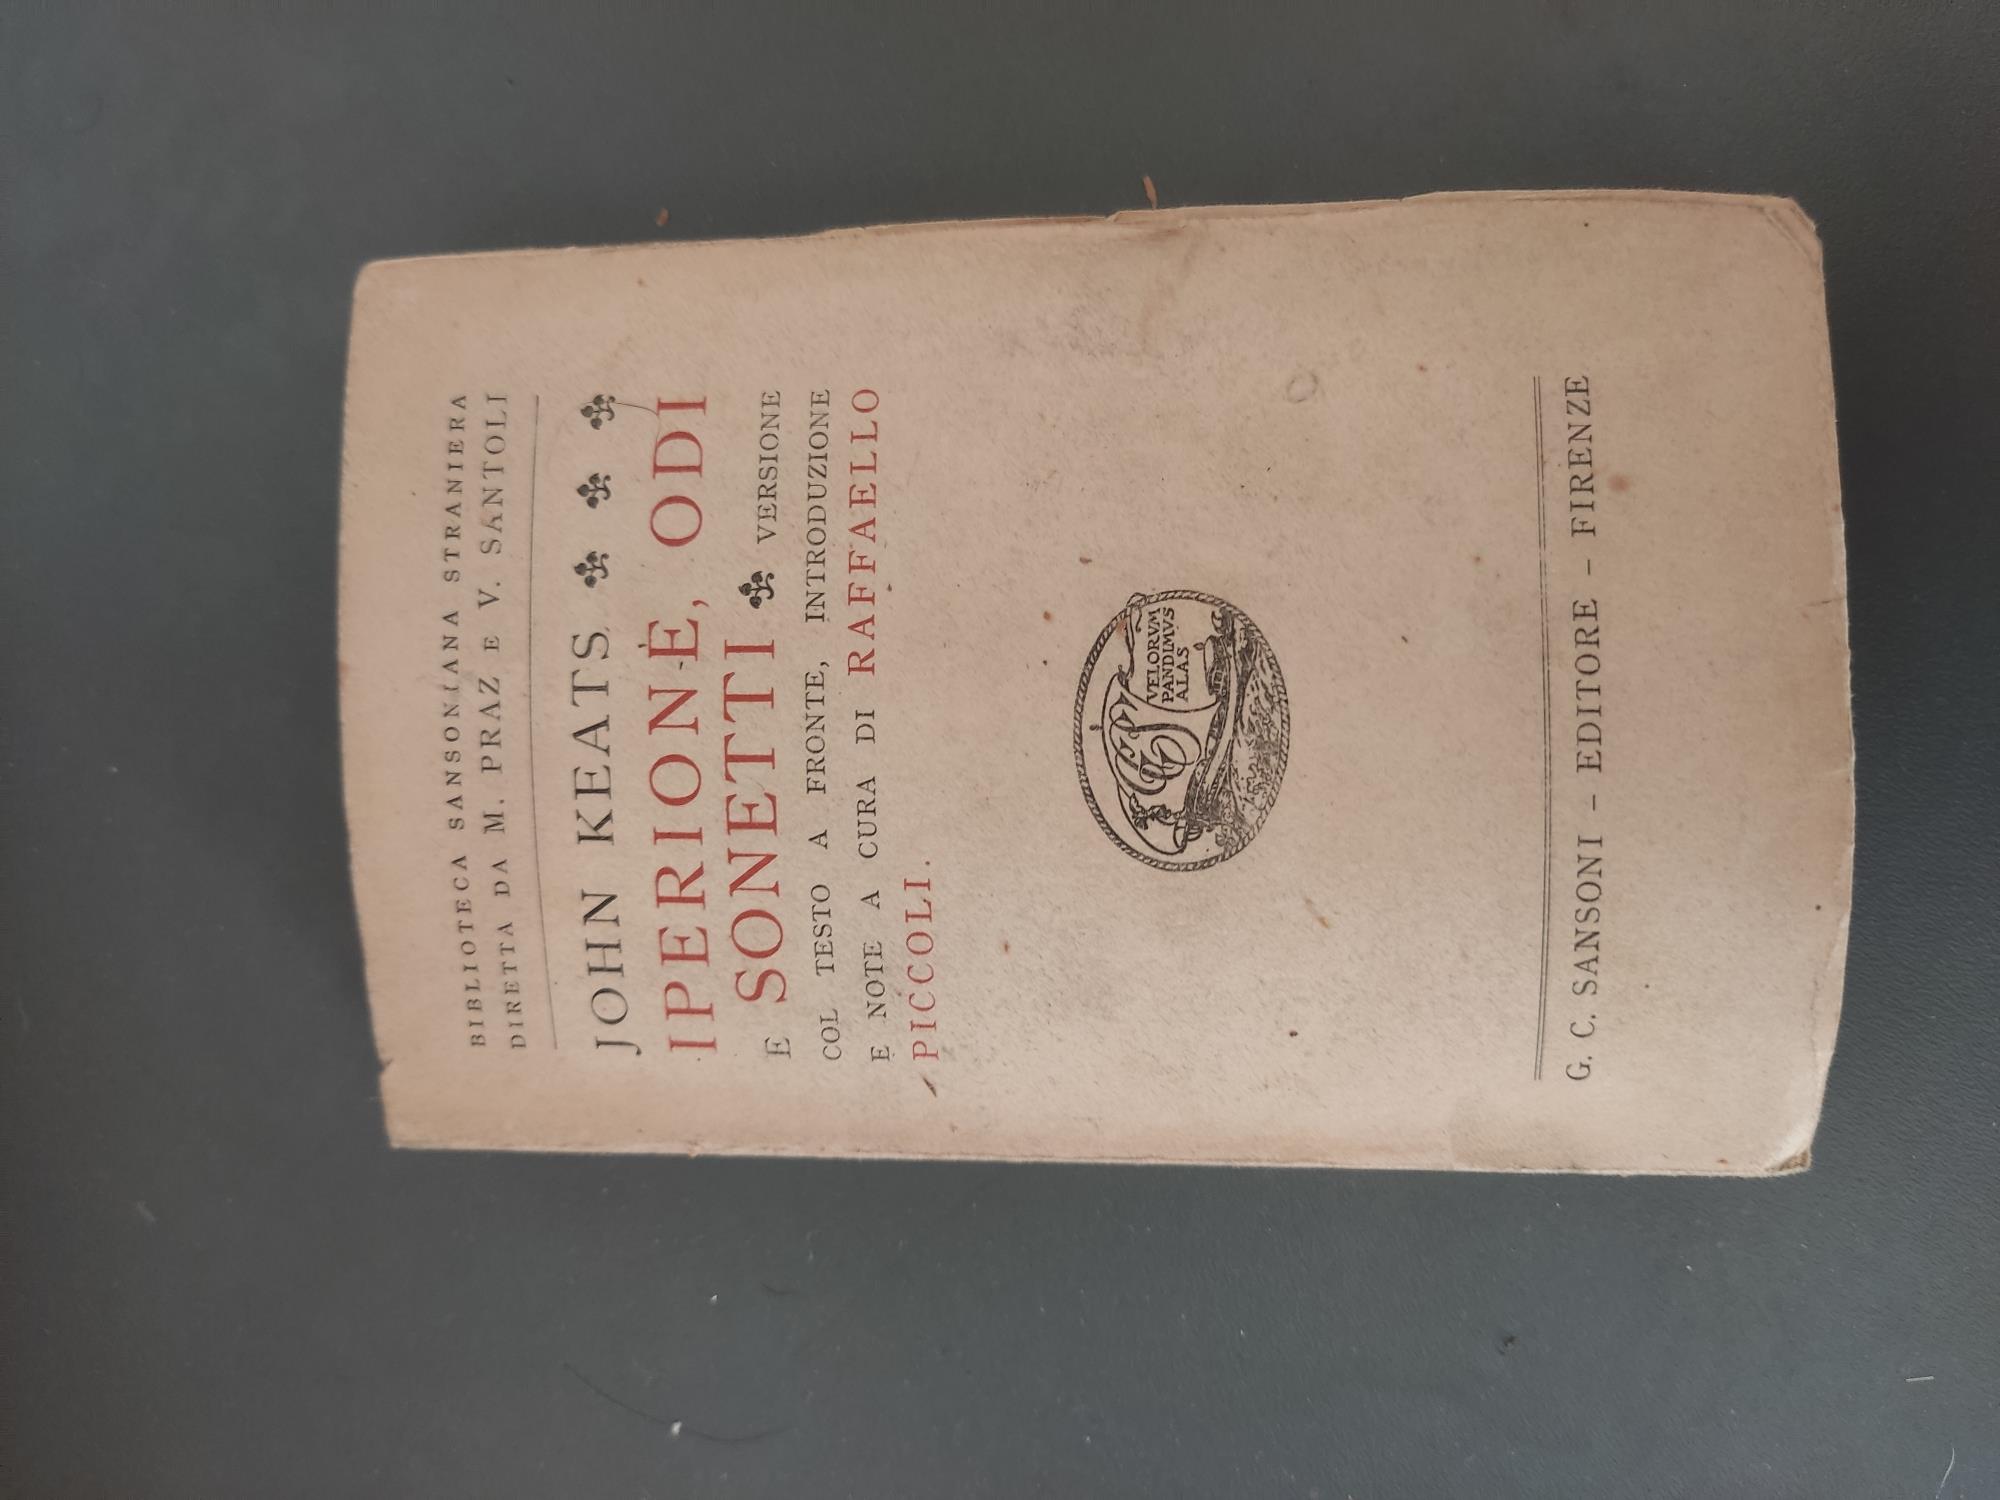 BIBLIOTECA SANSONIANA STRANIERA
DIRETTA DA M. PRAZ E V. SANTOLI
JOHN KEATS
IPERIONE, ODI
E SONETTI VERSIONE
COL TESTO A FRONTE, INTRODUZIONE
E NOTE A CURA DI RAFFAELLO
PICCOLI.
VELORVM
PANDIMVS
ALAS
G. C. SANSONI – EDITORE – FIRENZE